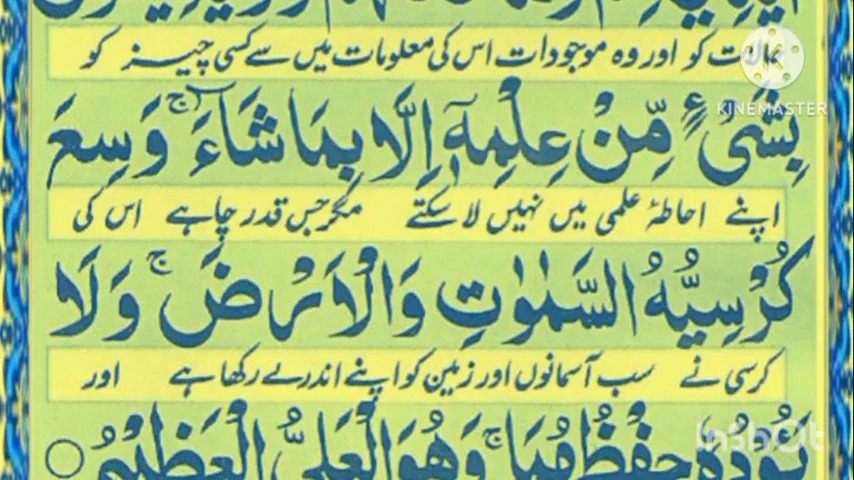 حالات کو اور وہ موجودات اس کی معلومات میں سے کسی چیز کو
بِشَیْءٍ مِّنْ عِلْمِهٖۤ اِلَّا بِمَا شَآءَ ۚ وَسِعَ
اپنے احاطۂ علمی میں نہیں لا سکتے مگر جس قدر چاہے اس کی
كُرْسِیُّهُ السَّمٰوٰتِ وَالْاَرْضَ ۚ وَلَا
کرسی نے سب آسمانوں اور زمین کو اپنے اندر لے رکھا ہے اور
یَـُٔوْدُهٗ حِفْظُهُمَا ۚ وَهُوَ الْعَلِیُّ الْعَظِیْمُ
KINEMASTER
InShot